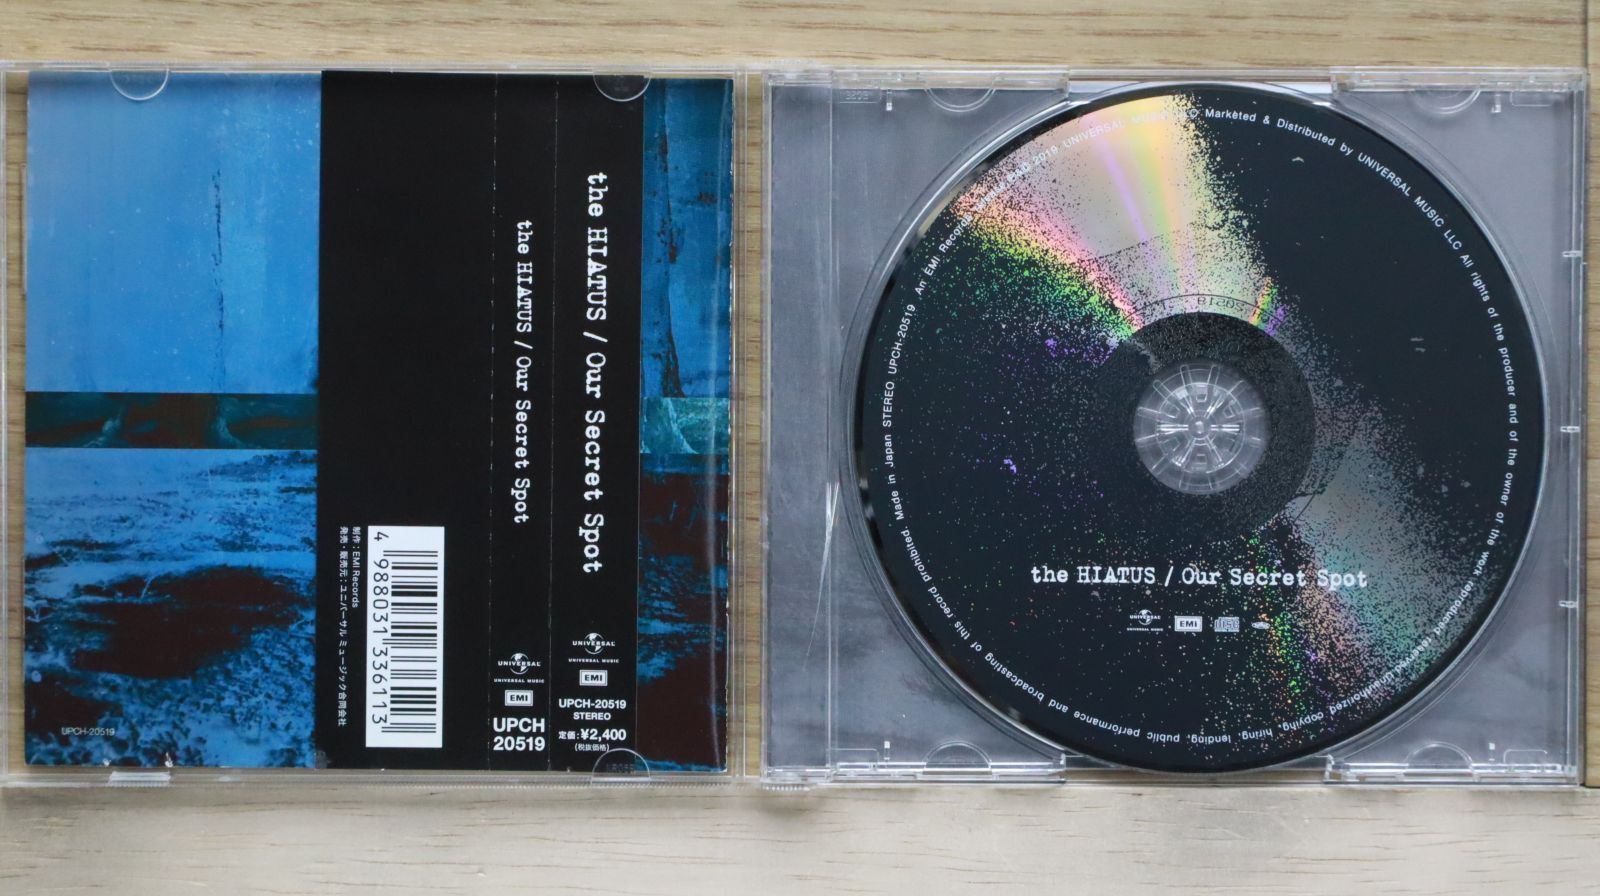 the HIATUS / Our Secret Spot
UNIVERSAL
UNIVERSAL MUSIC
EMI
UPCH-20519
STEREO
定価:¥2,400
(税抜価格)
the HIATUS / Our Secret Spot
UNIVERSAL
UNIVERSAL MUSIC
EMI
UPCH
20519
4 988031 336113
制作:EMI Records
発売・販売元:ユニバーサル ミュージック合同会社
UPCH-20519
the HIATUS / Our Secret Spot
UNIVERSAL MUSIC
EMI
disc
Made in Japan STEREO UPCH-20519 An EMI Records
2019 UNIVERSAL MUSIC LLC Marketed & Distributed by UNIVERSAL MUSIC LLC All rights of the producer and of the owner of the work reproduced reserved. Unauthorized copying, hiring, lending, public performance and broadcasting of this record prohibited.